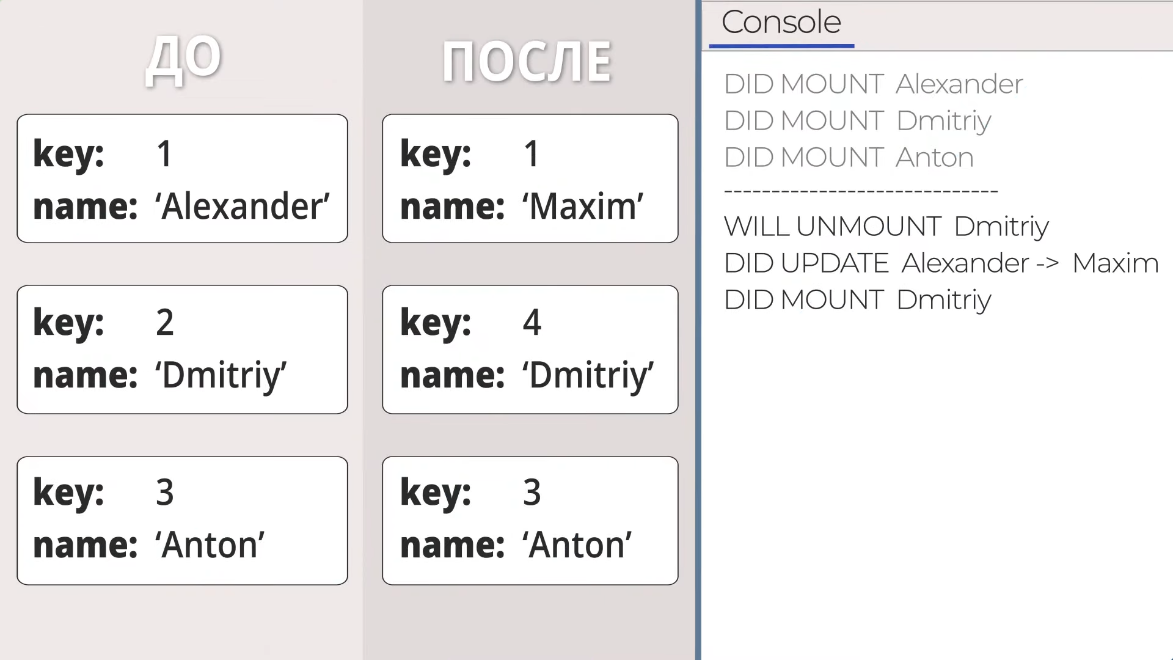 ДО
key: 1
name: ‘Alexander’
key: 2
name: ‘Dmitriy’
key: 3
name: ‘Anton’
ПОСЛЕ
key: 1
name: ‘Maxim’
key: 4
name: ‘Dmitriy’
key: 3
name: ‘Anton’
Console
DID MOUNT Alexander
DID MOUNT Dmitriy
DID MOUNT Anton
-----------------------------
WILL UNMOUNT Dmitriy
DID UPDATE Alexander -> Maxim
DID MOUNT Dmitriy